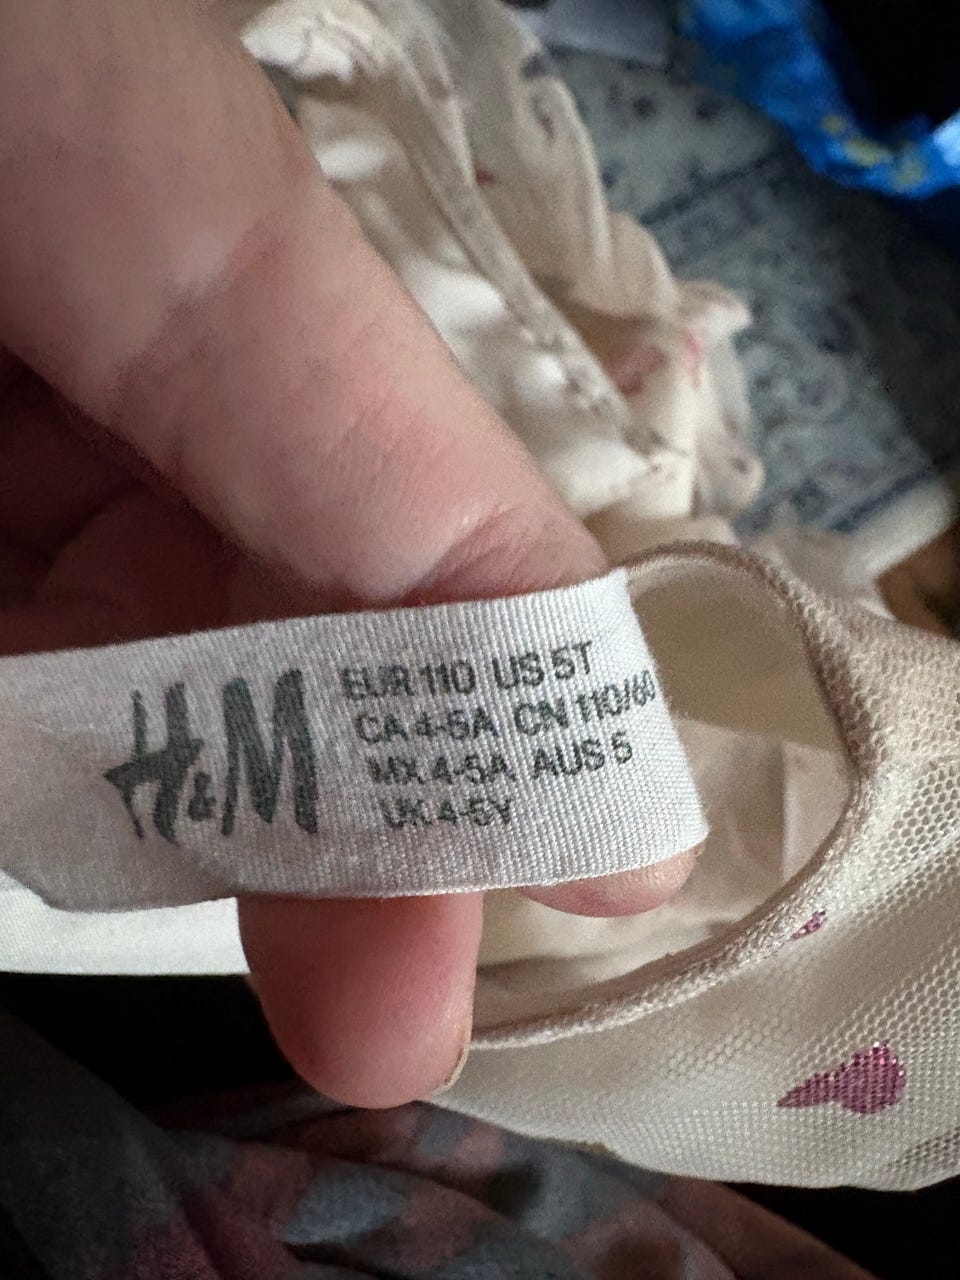 H&M
EUR 110 US 5T
CA 4-5A CN 110/60
MX 4-5A AUS 5
UK 4-5Y